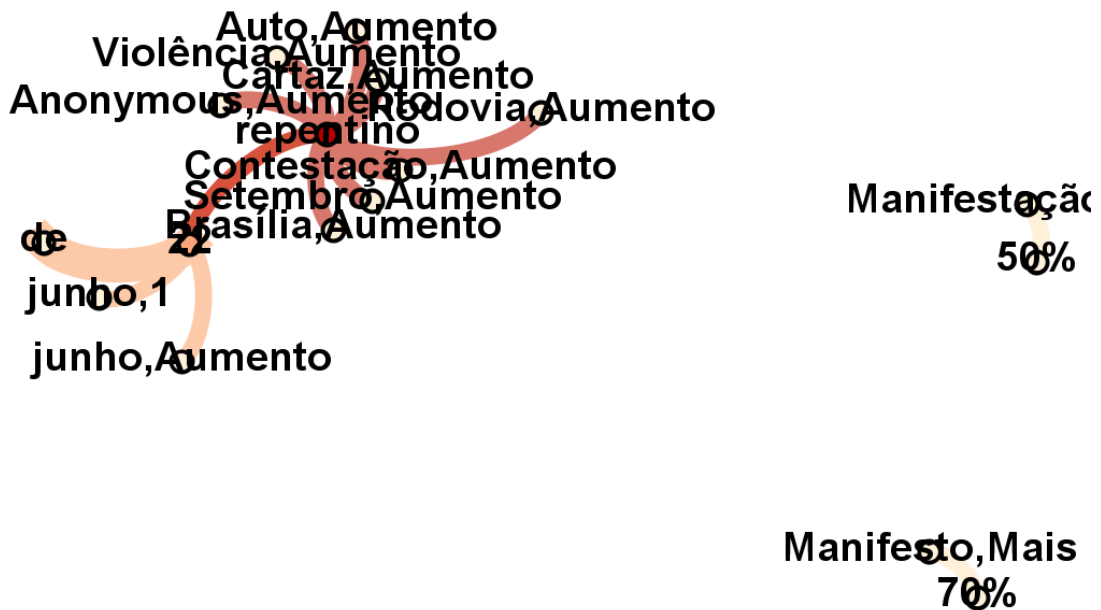 Auto,Aumento
Violência,Aumento
Cartaz,Aumento
Anonymous,Aumento
Rodovia,Aumento
repentino
Contestação,Aumento
Setembro,Aumento
Brasília,Aumento
Manifestação
de
22
50%
junho,1
junho,Aumento
Manifesto,Mais
70%